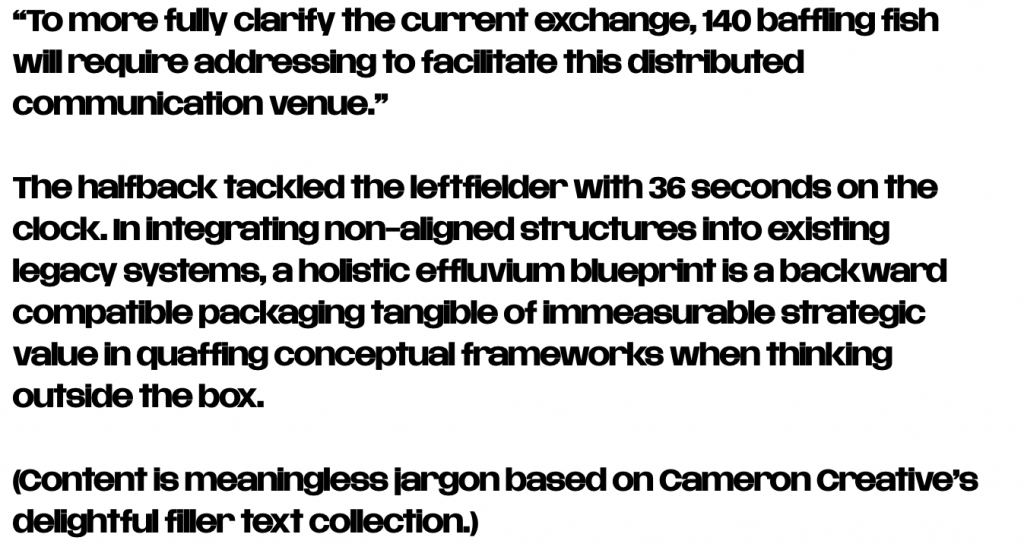 “To more fully clarify the current exchange, 140 baffling fish
will require addressing to facilitate this distributed
communication venue.”
The halfback tackled the leftfielder with 36 seconds on the
clock. In integrating non-aligned structures into existing
legacy systems, a holistic effluvium blueprint is a backward
compatible packaging tangible of immeasurable strategic
value in quaffing conceptual frameworks when thinking
outside the box.
(Content is meaningless jargon based on Cameron Creative’s
delightful filler text collection.)